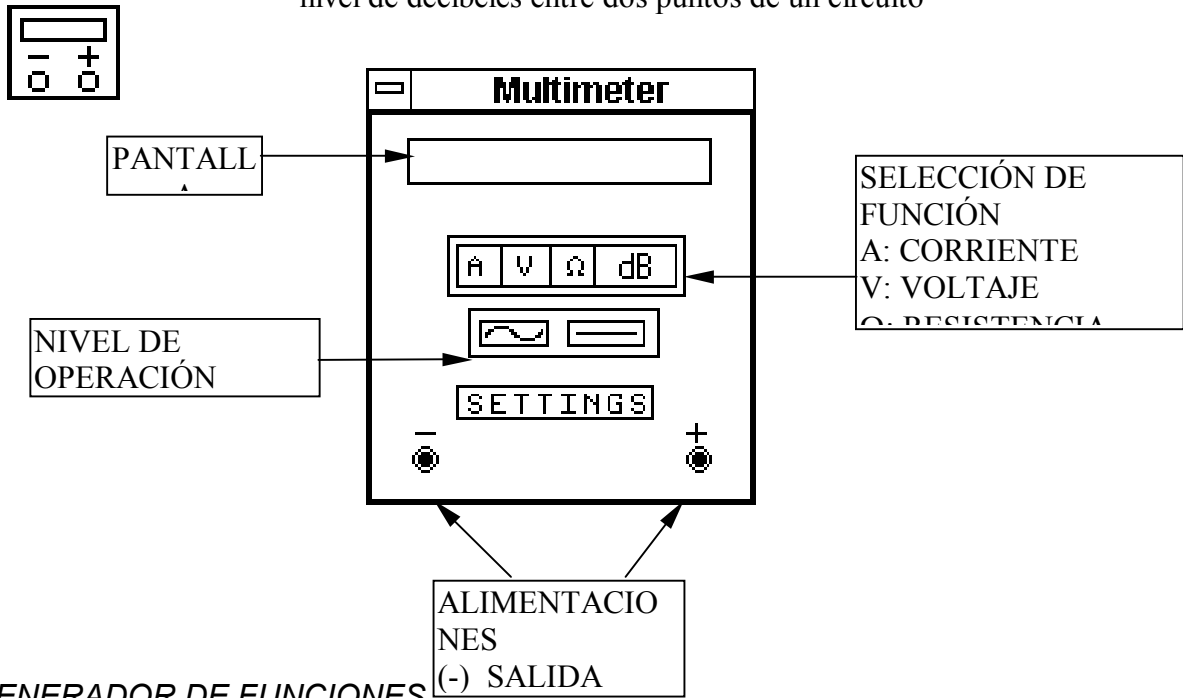 nivel de decibeles entre dos puntos de un circuito
− +
Multimeter
PANTALL
SELECCIÓN DE
FUNCIÓN
A: CORRIENTE
V: VOLTAJE
Ω: RESISTENCIA
A V Ω dB
NIVEL DE
OPERACIÓN
SETTINGS
− +
ALIMENTACIO
NES
(-) SALIDA
ENERADOR DE FUNCIONES